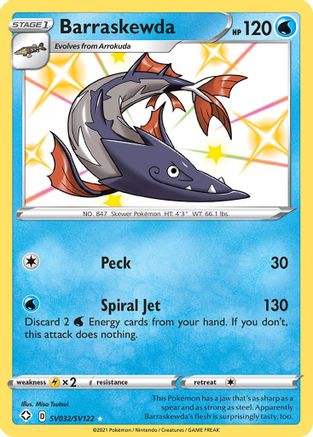 STAGE 1
Barraskewda
HP 120
Evolves from Arrokuda
NO. 847 Skewer Pokémon HT: 4'3" WT: 66.1 lbs.
Peck 30
Spiral Jet 130
Discard 2 Energy cards from your hand. If you don't,
this attack does nothing.
weakness ×2 resistance retreat
This Pokémon has a jaw that's as sharp as a
spear and as strong as steel. Apparently
Barraskewda's flesh is surprisingly tasty, too.
Illus. Misa Tsutsui
D SV032/SV122
©2021 Pokémon / Nintendo / Creatures / GAME FREAK